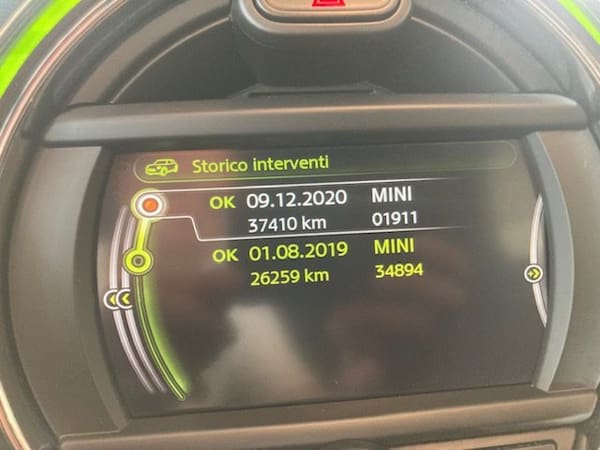 Storico interventi
OK 09.12.2020 MINI
37410 km 01911
OK 01.08.2019 MINI
26259 km 34894